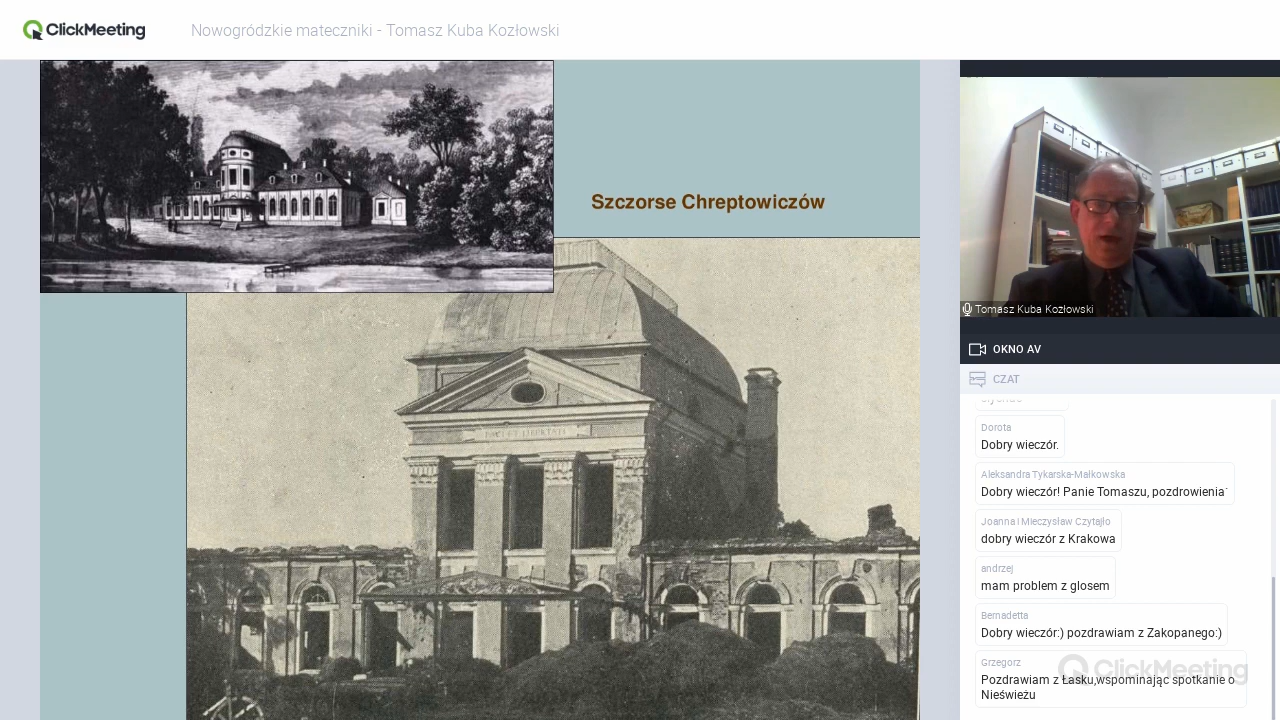 ClickMeeting
Nowogródzkie mateczniki - Tomasz Kuba Kozłowski
Szczorse Chreptowiczów
Tomasz Kuba Kozłowski
OKNO AV
CZAT
Dorota
Dobry wieczór.
Aleksandra Tykarska-Małkowska
Dobry wieczór! Panie Tomaszu, pozdrowienia
Joanna i Mieczysław Czytajło
dobry wieczór z Krakowa
andrzej
mam problem z glosem
Bernadetta
Dobry wieczór:) pozdrawiam z Zakopanego:)
Grzegorz
Pozdrawiam z Łasku,wspominając spotkanie o
Nieświeżu
ClickMeeting